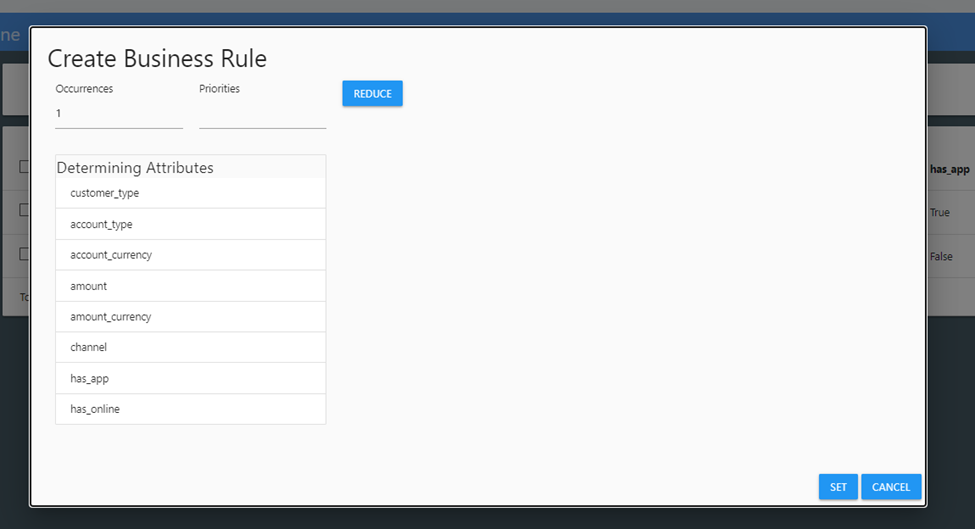 ne
Create Business Rule
Occurrences
Priorities
REDUCE
1
Determining Attributes
customer_type
account_type
account_currency
amount
amount_currency
channel
has_app
has_online
has_app
True
False
SET
CANCEL